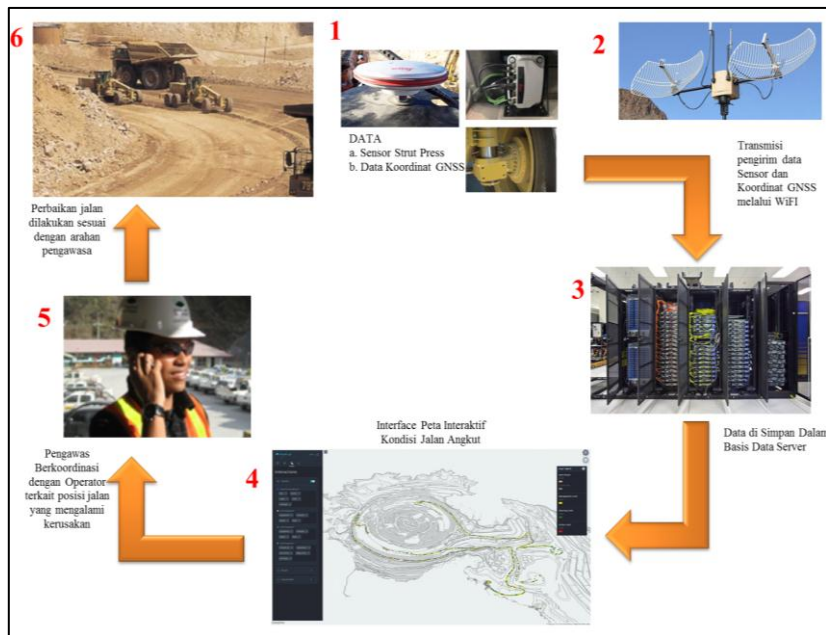 1
DATA
a. Sensor Strut Press
b. Data Koordinat GNSS
2
Transmisi
pengirim data
Sensor dan
Koordinat GNSS
melalui WiFI
3
Data di Simpan Dalam
Basis Data Server
Interface Peta Interaktif
Kondisi Jalan Angkut
4
5
Pengawas
Berkoordinasi
dengan Operator
terkait posisi jalan
yang mengalami
kerusakan
6
Perbaikan jalan
dilakukan sesuai
dengan arahan
pengawasa